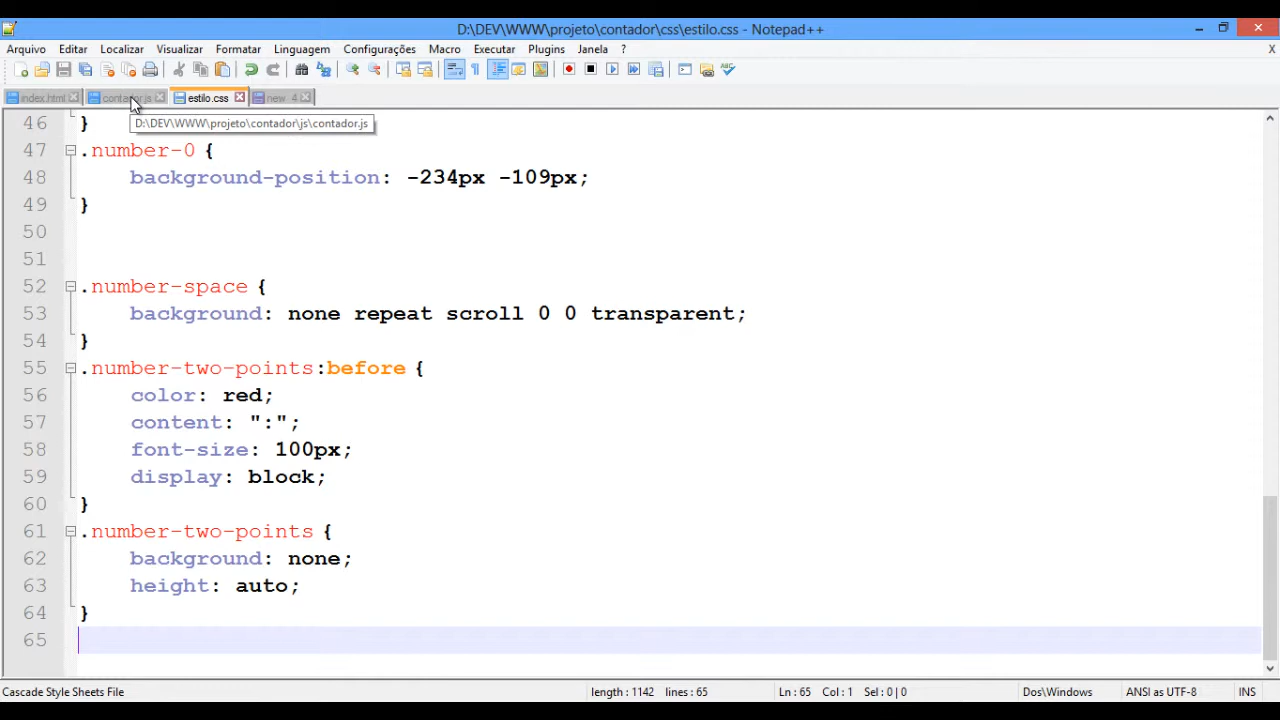 D:\DEV\WWW\projeto\contador\css\estilo.css - Notepad++
Arquivo Editar Localizar Visualizar Formatar Linguagem Configurações Macro Executar Plugins Janela ? X
index.html contador.js estilo.css new 4
D:\DEV\WWW\projeto\contador\js\contador.js
46 }
47 .number-0 {
48 background-position: -234px -109px;
49 }
50
51
52 .number-space {
53 background: none repeat scroll 0 0 transparent;
54 }
55 .number-two-points:before {
56 color: red;
57 content: ":";
58 font-size: 100px;
59 display: block;
60 }
61 .number-two-points {
62 background: none;
63 height: auto;
64 }
65
Cascade Style Sheets File length : 1142 lines : 65 Ln : 65 Col : 1 Sel : 0 | 0 Dos\Windows ANSI as UTF-8 INS